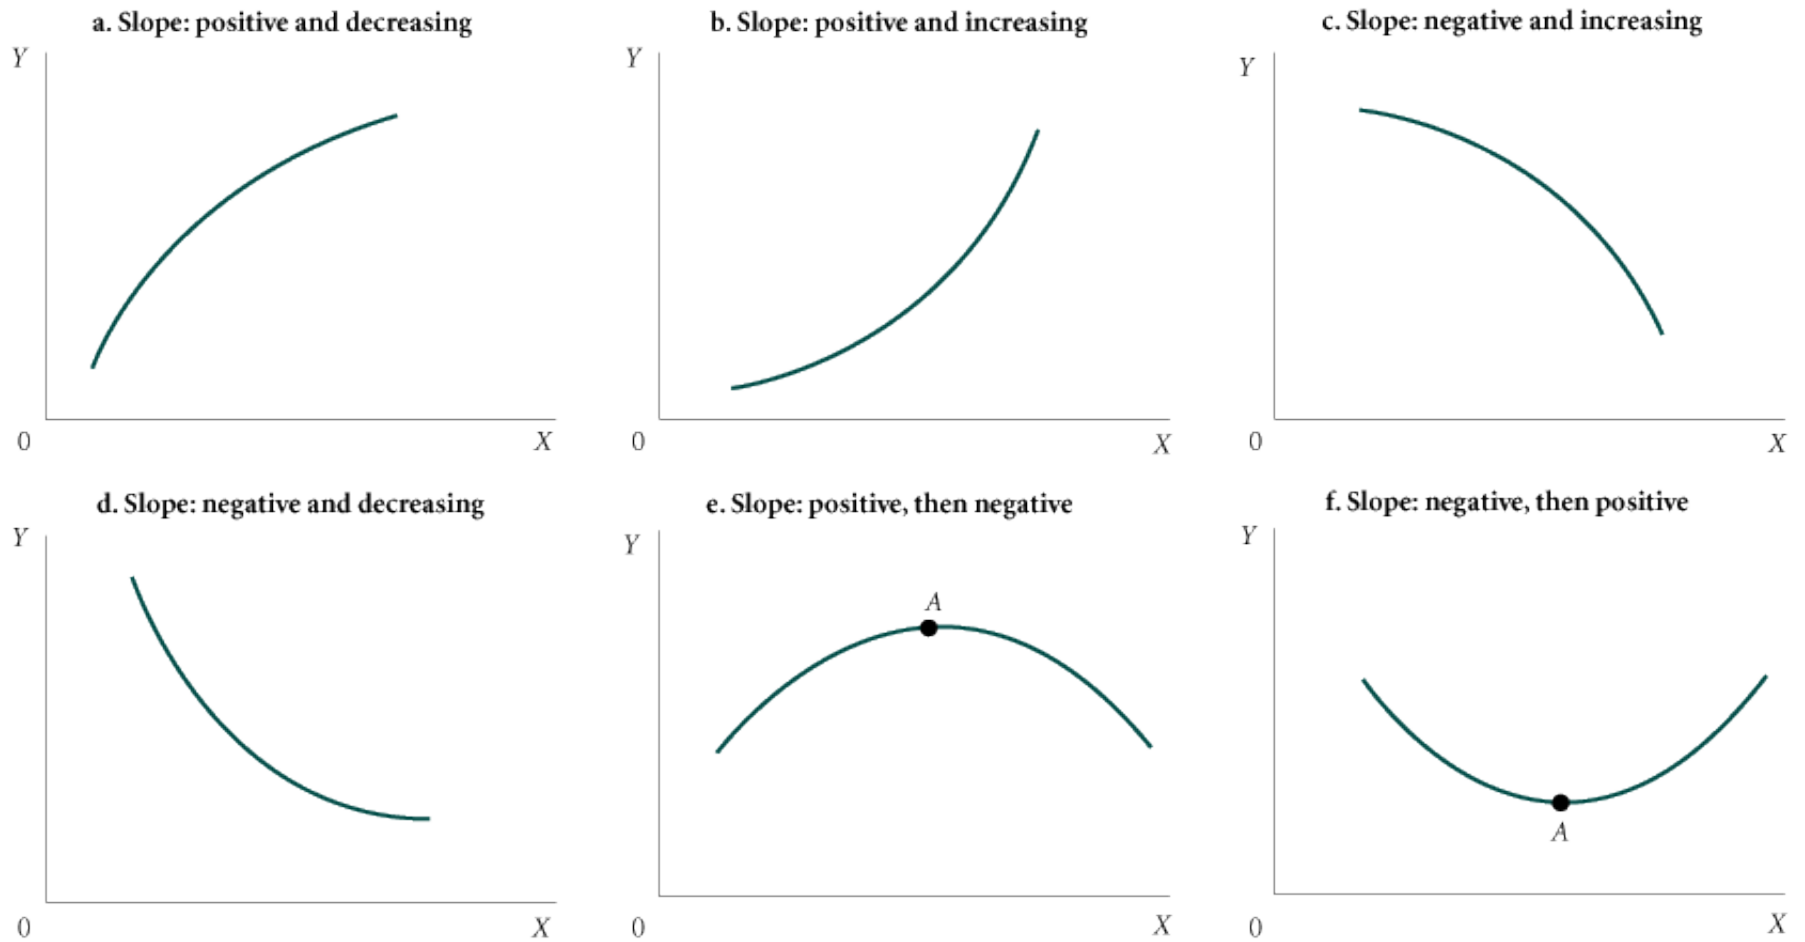 a. Slope: positive and decreasing
Y
0
X
b. Slope: positive and increasing
Y
0
X
c. Slope: negative and increasing
Y
0
X
d. Slope: negative and decreasing
Y
0
X
e. Slope: positive, then negative
Y
A
0
X
f. Slope: negative, then positive
Y
A
0
X